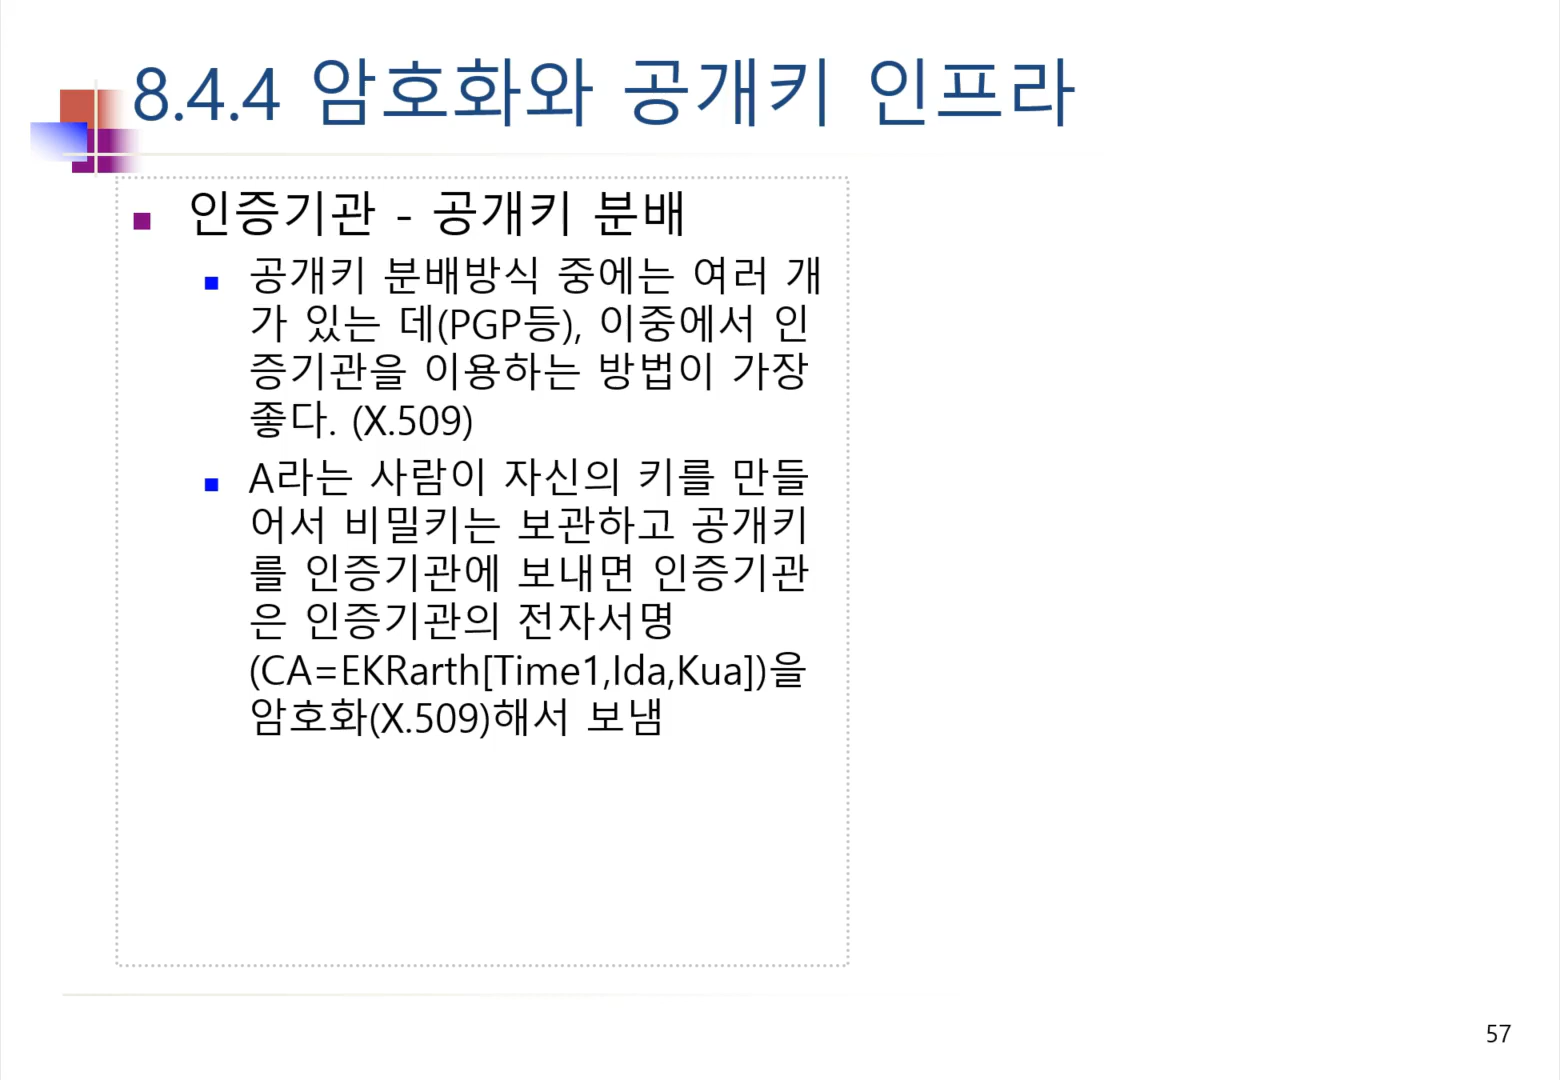 8.4.4 암호화와 공개키 인프라
인증기관 - 공개키 분배
공개키 분배방식 중에는 여러 개
가 있는 데(PGP등), 이중에서 인
증기관을 이용하는 방법이 가장
좋다. (X.509)
A라는 사람이 자신의 키를 만들
어서 비밀키는 보관하고 공개키
를 인증기관에 보내면 인증기관
은 인증기관의 전자서명
(CA=EKRarth[Time1,Ida,Kua])을
암호화(X.509)해서 보냄
57